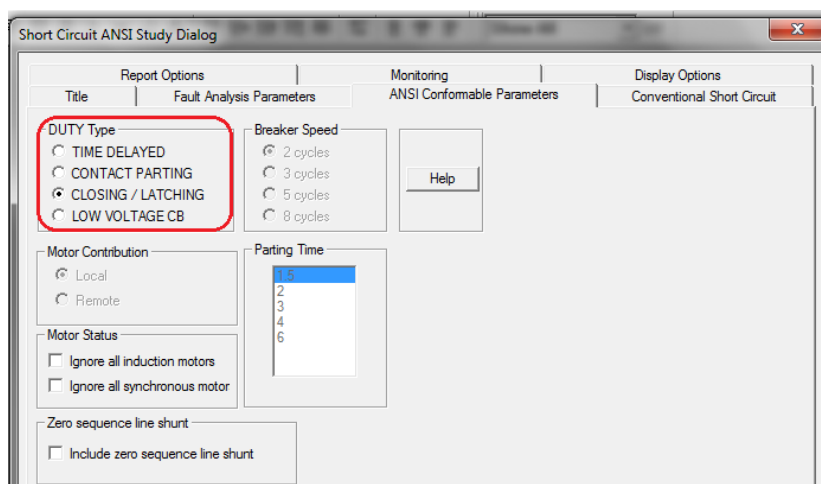 Short Circuit ANSI Study Dialog
Report Options
Monitoring
Display Options
Title
Fault Analysis Parameters
ANSI Conformable Parameters
Conventional Short Circuit
DUTY Type
TIME DELAYED
CONTACT PARTING
CLOSING / LATCHING
LOW VOLTAGE CB
Breaker Speed
2 cycles
3 cycles
5 cycles
8 cycles
Help
Motor Contribution
Local
Remote
Parting Time
1.5
2
3
4
6
Motor Status
Ignore all induction motors
Ignore all synchronous motor
Zero sequence line shunt
Include zero sequence line shunt